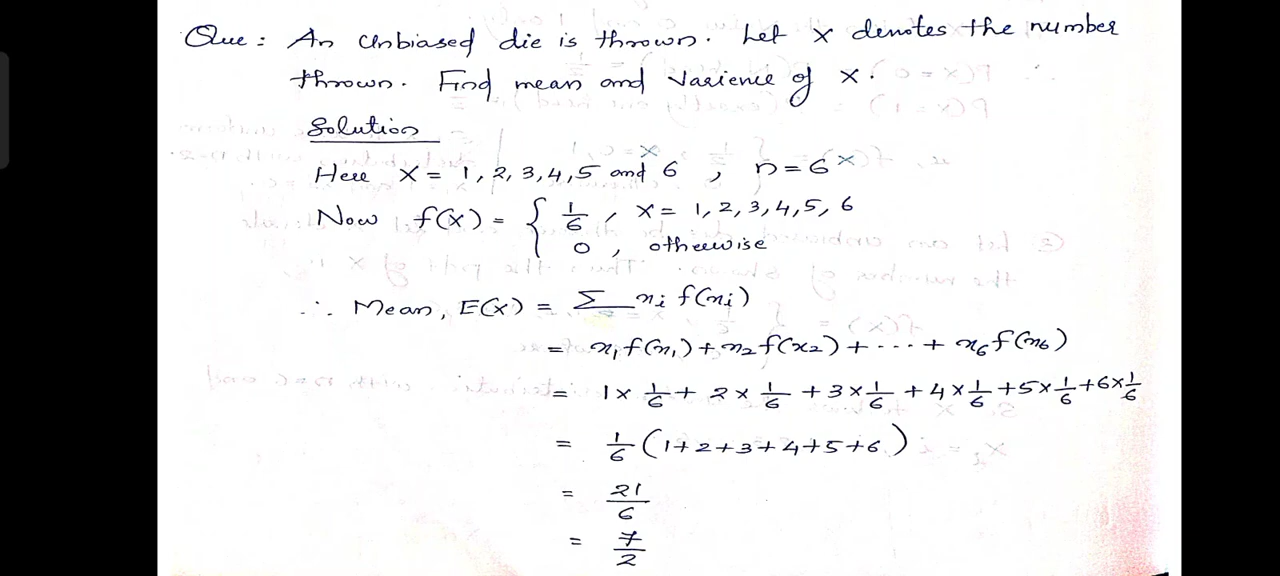 Que: An Unbiased die is thrown. Let X denotes the number
thrown. Find mean and Varience of X.
Solution
Here X = 1, 2, 3, 4, 5 and 6 , n = 6
Now f(x) = { 1/6 , x = 1, 2, 3, 4, 5, 6
0 , otherwise
∴ Mean, E(X) = Σ xi f(xi)
= x1 f(x1) + x2 f(x2) + ... + x6 f(x6)
= 1 × 1/6 + 2 × 1/6 + 3 × 1/6 + 4 × 1/6 + 5 × 1/6 + 6 × 1/6
= 1/6 (1+2+3+4+5+6)
= 21/6
= 7/2